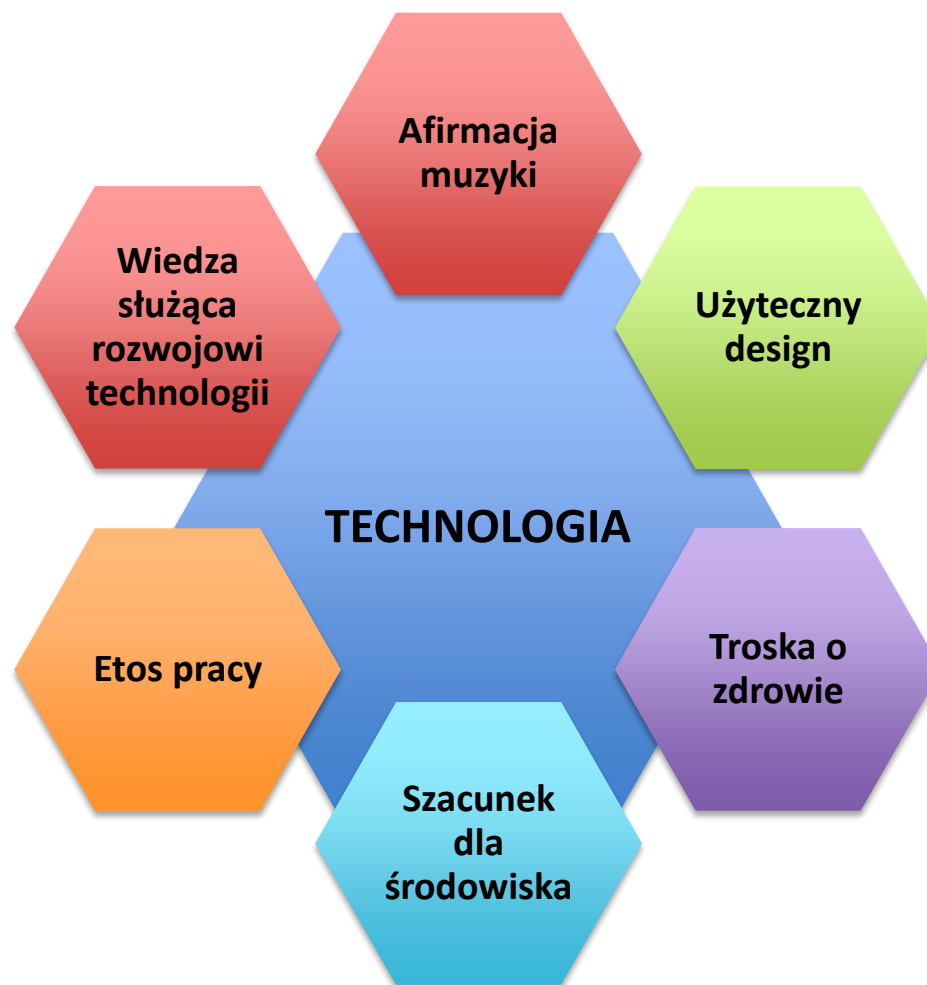 Afirmacja
muzyki
Wiedza
służąca
rozwojowi
technologii
Użyteczny
design
TECHNOLOGIA
Etos pracy
Troska o
zdrowie
Szacunek
dla
środowiska